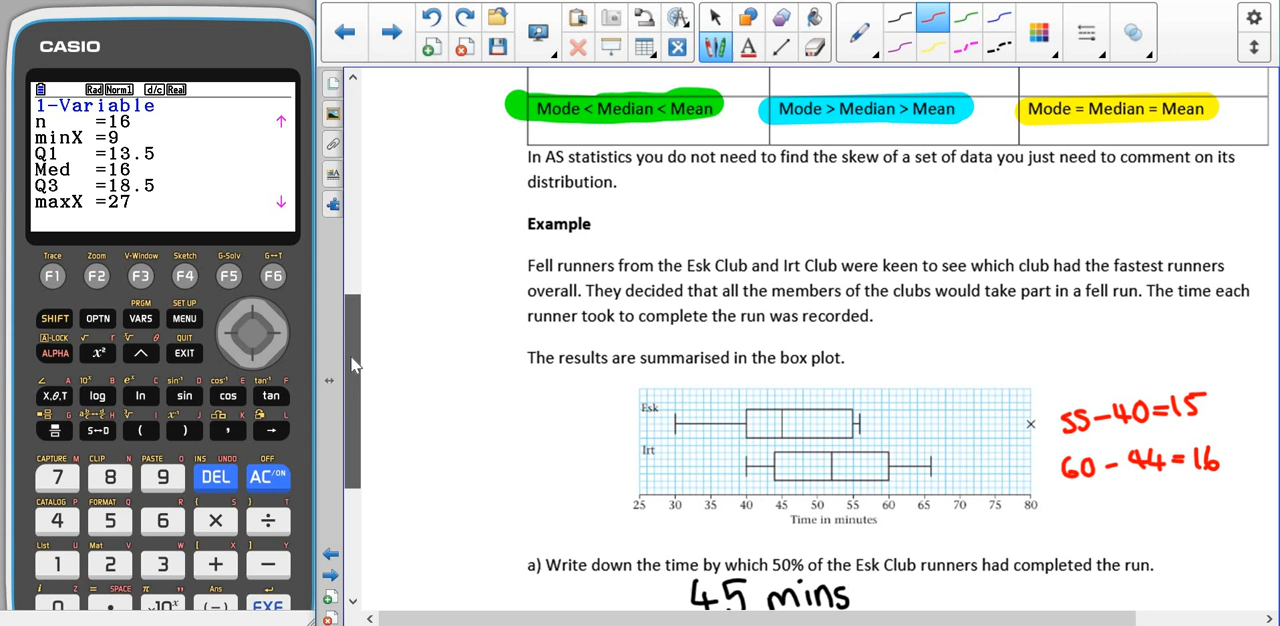 CASIO
Rad Norm1 d/c Real
1-Variable
n =16
minX =9
Q1 =13.5
Med =16
Q3 =18.5
maxX =27
Trace Zoom V-Window Sketch G-Solv G↔T
F1 F2 F3 F4 F5 F6
PRGM SET UP
SHIFT OPTN VARS MENU
A-LOCK √ r ˣ√ θ QUIT
ALPHA x² ^ EXIT
∠ A 10ˣ B eˣ C sin⁻¹ D cos⁻¹ E tan⁻¹ F
X,θ,T log ln sin cos tan
G H I x⁻¹ J K L
S↔D ( ) , →
CAPTURE M CLIP N PASTE O INS UNDO OFF
7 8 9 DEL AC/ON
CATALOG P FORMAT Q R S T
4 5 6 × ÷
List U Mat V W [ X ] Y
1 2 3 + −
i Z = SPACE π " Ans
0 . ×10ˣ (−) EXE
Mode < Median < Mean
Mode > Median > Mean
Mode = Median = Mean
In AS statistics you do not need to find the skew of a set of data you just need to comment on its
distribution.
Example
Fell runners from the Esk Club and Irt Club were keen to see which club had the fastest runners
overall. They decided that all the members of the clubs would take part in a fell run. The time each
runner took to complete the run was recorded.
The results are summarised in the box plot.
Esk
Irt
25 30 35 40 45 50 55 60 65 70 75 80
Time in minutes
55-40=15
60-44=16
a) Write down the time by which 50% of the Esk Club runners had completed the run.
45 mins